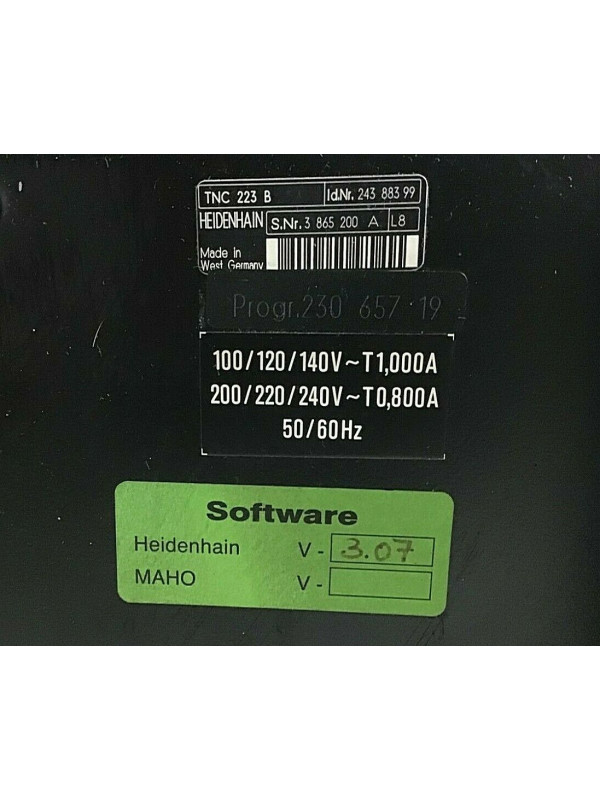 TNC 223 B Id.Nr. 243 883 99
HEIDENHAIN S.Nr. 3 865 200 A L8
Made in
West Germany
Progr. 230 657 19
100/120/140V~T1,000A
200/220/240V~T0,800A
50/60Hz
Software
Heidenhain V- 3.07
MAHO V-